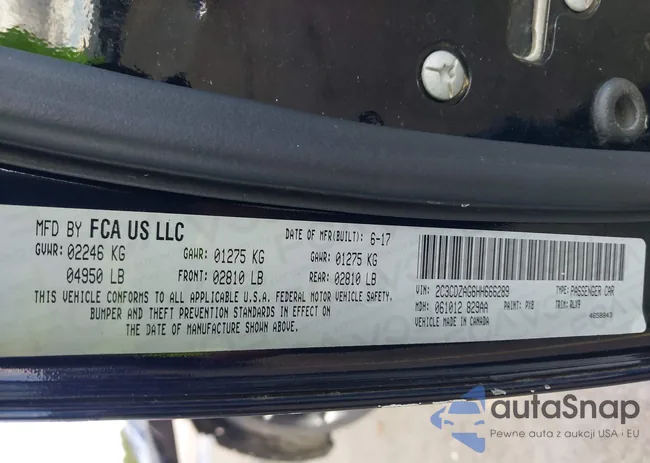 MFD BY FCA US LLC
DATE OF MFR(BUILT): 6-17
GVWR: 02246 KG
GAWR: 01275 KG
GAWR: 01275 KG
04950 LB
FRONT: 02810 LB
REAR: 02810 LB
THIS VEHICLE CONFORMS TO ALL APPLICABLE U.S.A. FEDERAL MOTOR VEHICLE SAFETY,
BUMPER AND THEFT PREVENTION STANDARDS IN EFFECT ON
THE DATE OF MANUFACTURE SHOWN ABOVE.
VIN: 2C3CDZAG6HH666289
TYPE: PASSENGER CAR
MDH: 061012 829AA
PAINT: PX8
TRIM: ALX9
VEHICLE MADE IN CANADA
4658843
autaSnap
Pewne auta z aukcji USA i EU